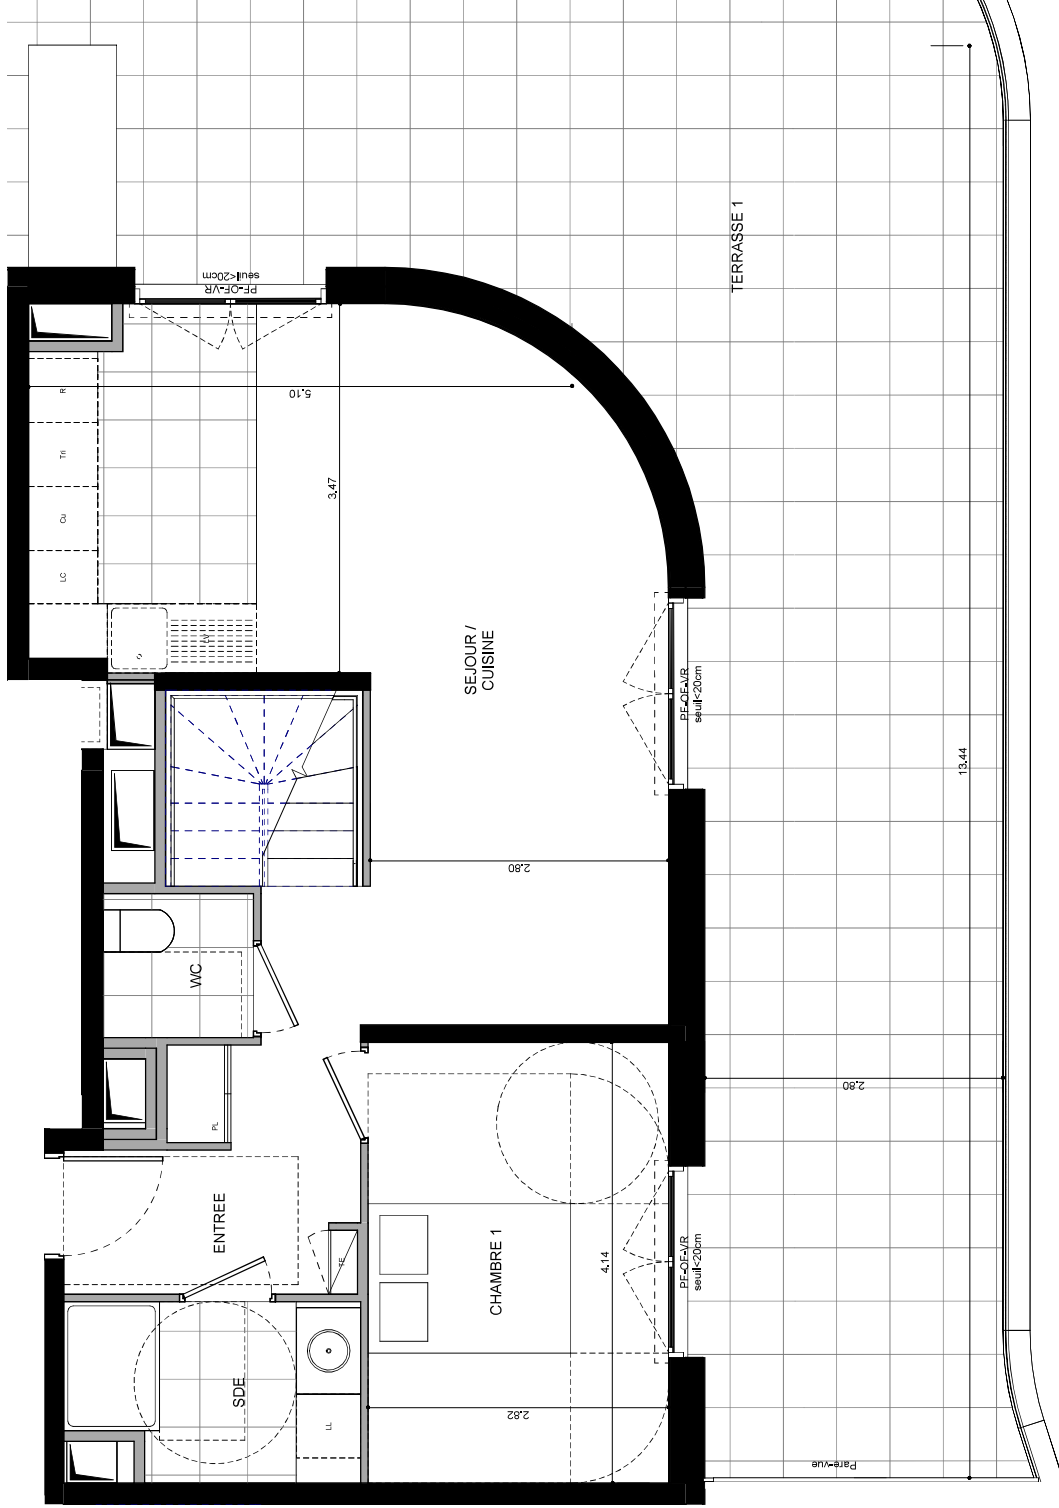 TERRASSE 1
seuil<20cm
PF-OF-VR
R
5.10
Tri
3.47
Cu
LC
LV
SEJOUR /
CUISINE
PF-OF-VR
seuil<20cm
13.44
2.80
WC
2.80
PL
ENTREE
TE
CHAMBRE 1
4.14
PF-OF-VR
seuil<20cm
SDE
2.82
LL
Pare-vue